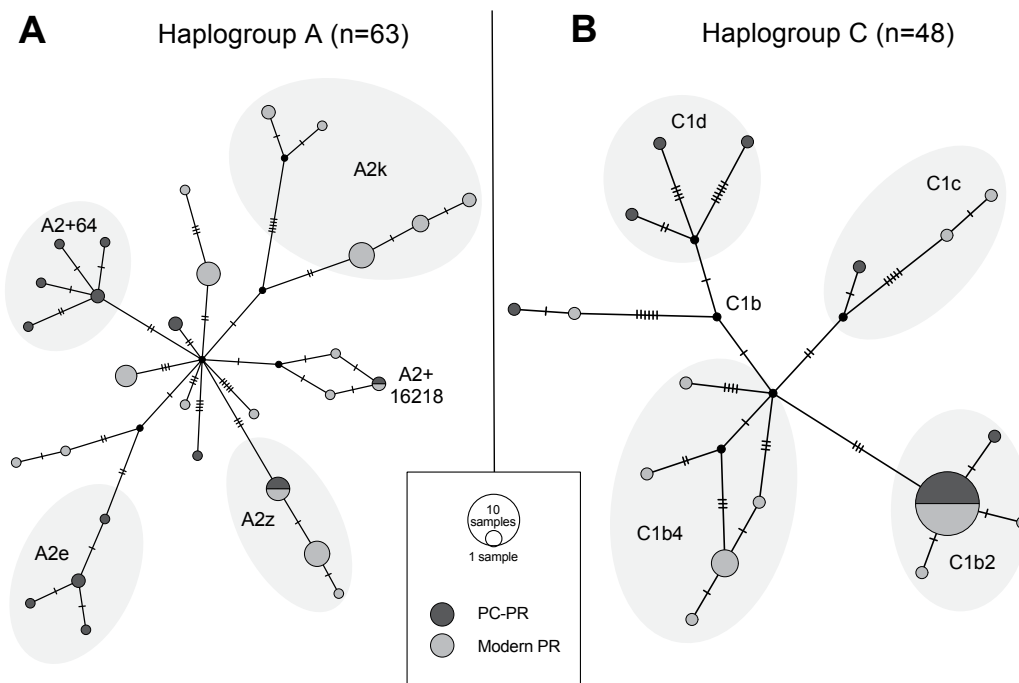 A
Haplogroup A (n=63)
A2k
A2+64
A2+
16218
A2z
A2e
B
Haplogroup C (n=48)
C1d
C1c
C1b
C1b4
C1b2
10
samples
1 sample
PC-PR
Modern PR